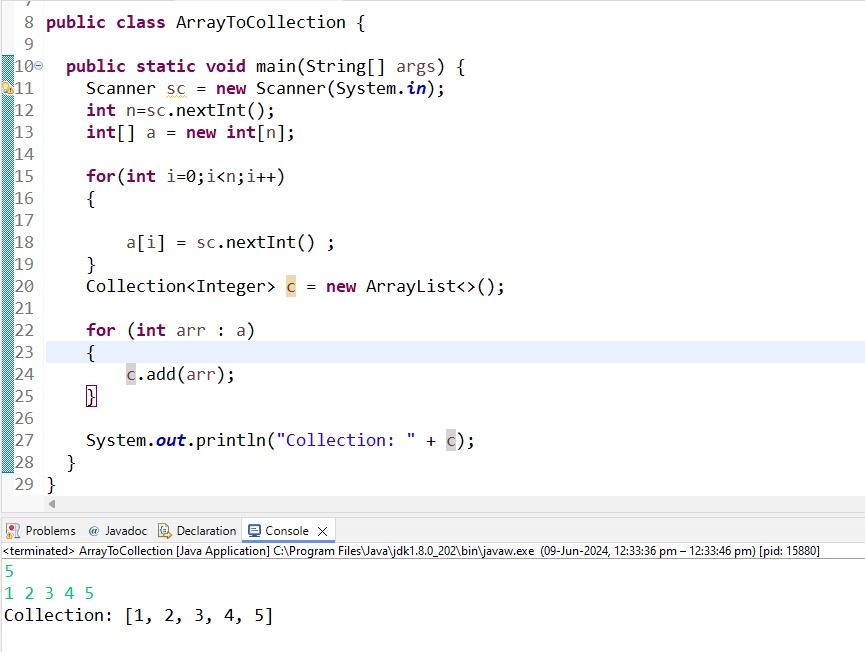 8 public class ArrayToCollection {
9
10 public static void main(String[] args) {
11 Scanner sc = new Scanner(System.in);
12 int n=sc.nextInt();
13 int[] a = new int[n];
14
15 for(int i=0;i<n;i++)
16 {
17
18 a[i] = sc.nextInt() ;
19 }
20 Collection<Integer> c = new ArrayList<>();
21
22 for (int arr : a)
23 {
24 c.add(arr);
25 }
26
27 System.out.println("Collection: " + c);
28 }
29 }
Problems @ Javadoc Declaration Console
<terminated> ArrayToCollection [Java Application] C:\Program Files\Java\jdk1.8.0_202\bin\javaw.exe (09-Jun-2024, 12:33:36 pm – 12:33:46 pm) [pid: 15880]
5
1 2 3 4 5
Collection: [1, 2, 3, 4, 5]